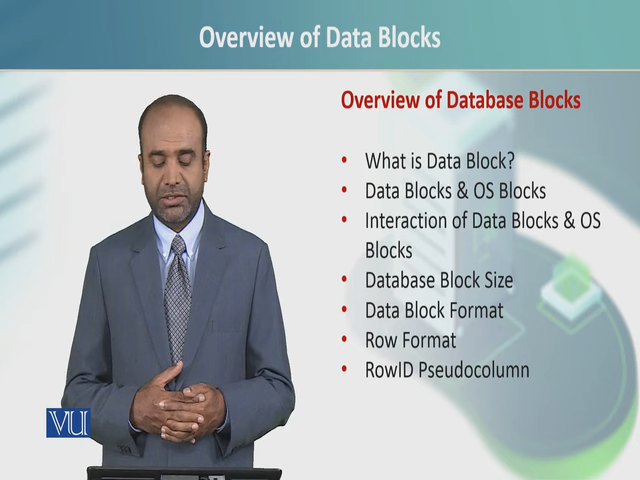 Overview of Data Blocks
Overview of Database Blocks
• What is Data Block?
• Data Blocks & OS Blocks
• Interaction of Data Blocks & OS
Blocks
• Database Block Size
• Data Block Format
• Row Format
• RowID Pseudocolumn
VU